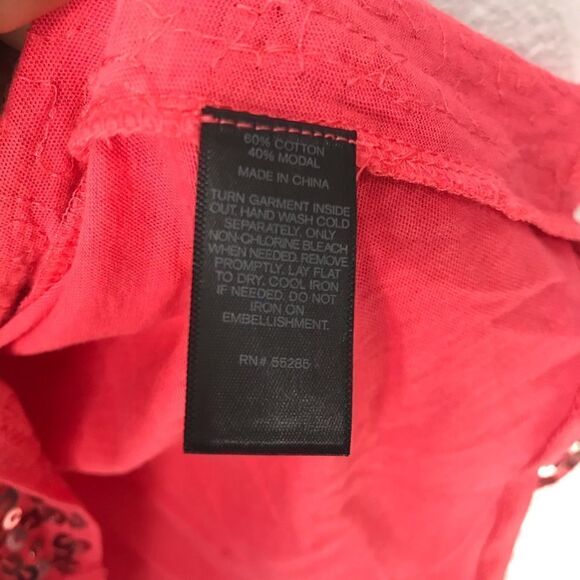 60% COTTON
40% MODAL
MADE IN CHINA
TURN GARMENT INSIDE
OUT. HAND WASH COLD
SEPARATELY. ONLY
NON-CHLORINE BLEACH
WHEN NEEDED. REMOVE
PROMPTLY. LAY FLAT
TO DRY. COOL IRON
IF NEEDED. DO NOT
IRON ON
EMBELLISHMENT.
RN# 55285